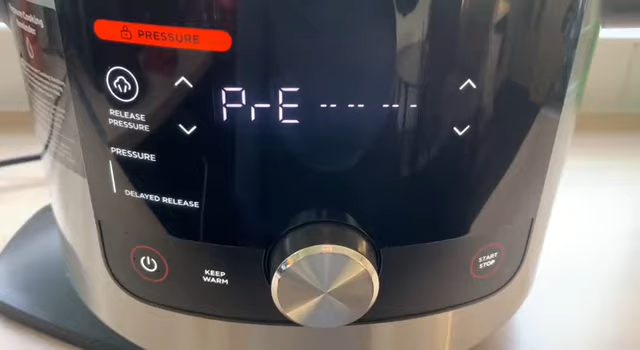 PRESSURE
PrE -- -- -- --
RELEASE
PRESSURE
PRESSURE
DELAYED RELEASE
KEEP
WARM
START
STOP